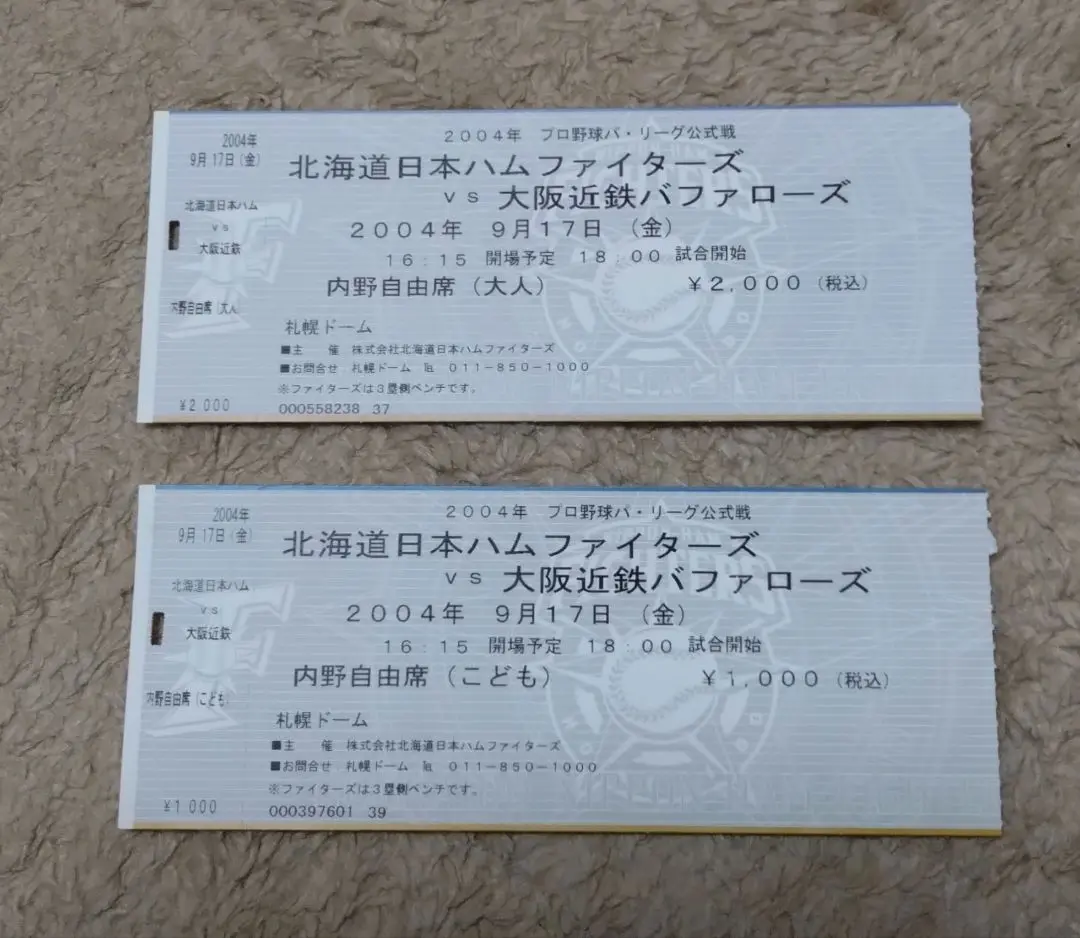 2004年
9月17日(金)
北海道日本ハム
vs
大阪近鉄
内野自由席(大人)
¥2000
2004年 プロ野球パ・リーグ公式戦
北海道日本ハムファイターズ
vs 大阪近鉄バファローズ
2004年 9月17日 (金)
16:15 開場予定 18:00 試合開始
内野自由席(大人) ¥2,000(税込)
札幌ドーム
■主 催 株式会社北海道日本ハムファイターズ
■お問合せ 札幌ドーム ℡ 011-850-1000
※ファイターズは3塁側ベンチです。
000558238 37
2004年
9月17日(金)
北海道日本ハム
vs
大阪近鉄
内野自由席(こども)
¥1000
2004年 プロ野球パ・リーグ公式戦
北海道日本ハムファイターズ
vs 大阪近鉄バファローズ
2004年 9月17日 (金)
16:15 開場予定 18:00 試合開始
内野自由席(こども) ¥1,000(税込)
札幌ドーム
■主 催 株式会社北海道日本ハムファイターズ
■お問合せ 札幌ドーム ℡ 011-850-1000
※ファイターズは3塁側ベンチです。
000397601 39